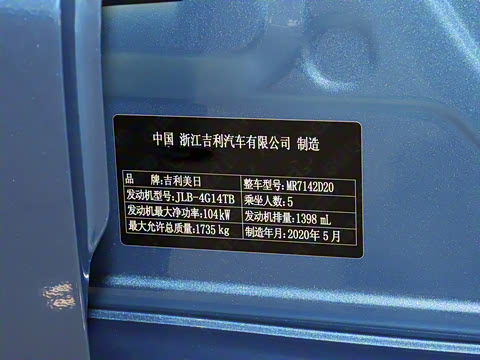 中国 浙江吉利汽车有限公司 制造
品 牌:吉利美日 整车型号:MR7142D20
发动机型号:JLB-4G14TB 乘坐人数:5
发动机最大净功率:104kW 发动机排量:1398 mL
最大允许总质量:1735 kg 制造年月:2020年5月